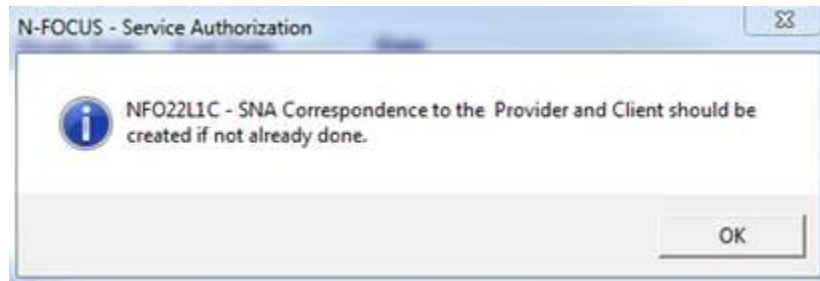 N-FOCUS - Service Authorization
NFO22L1C - SNA Correspondence to the Provider and Client should be
created if not already done.
OK